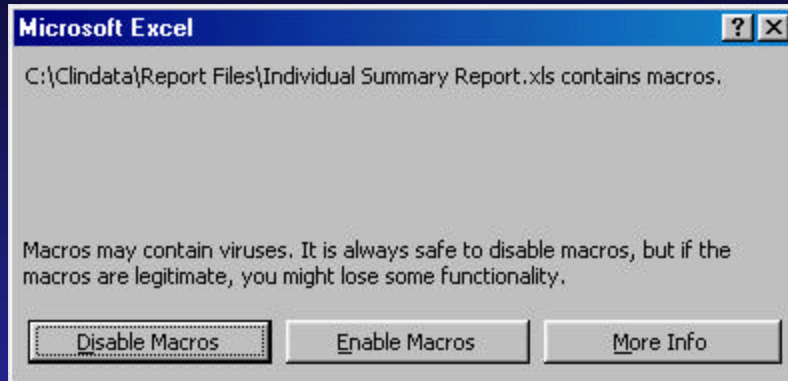 Microsoft Excel
C:\Clindata\Report Files\Individual Summary Report.xls contains macros.
Macros may contain viruses. It is always safe to disable macros, but if the
macros are legitimate, you might lose some functionality.
Disable Macros
Enable Macros
More Info